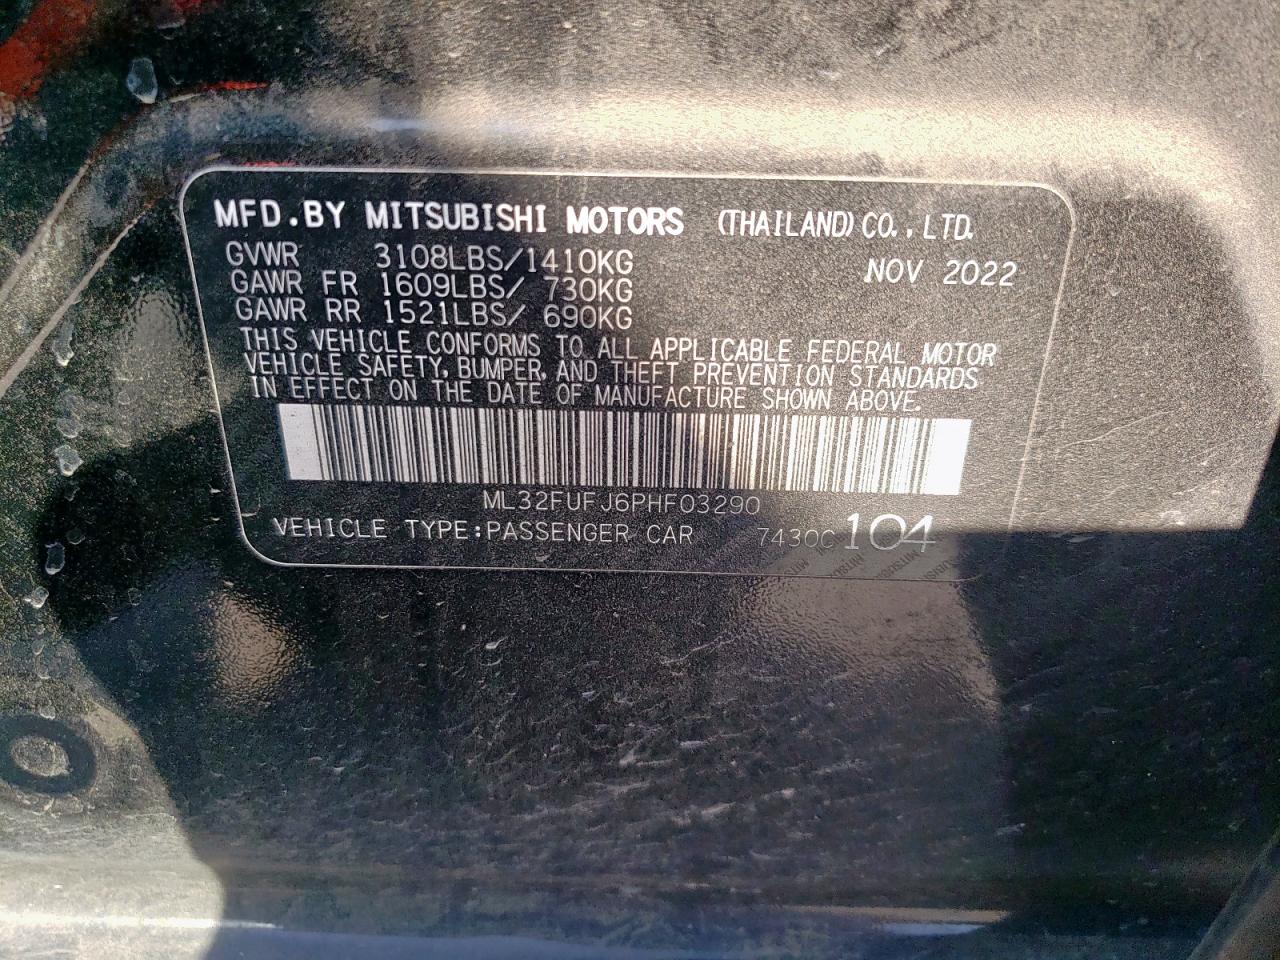 MFD.BY MITSUBISHI MOTORS (THAILAND) CO., LTD.
GVWR 3108LBS/1410KG NOV 2022
GAWR FR 1609LBS/ 730KG
GAWR RR 1521LBS/ 690KG
THIS VEHICLE CONFORMS TO ALL APPLICABLE FEDERAL MOTOR
VEHICLE SAFETY, BUMPER, AND THEFT PREVENTION STANDARDS
IN EFFECT ON THE DATE OF MANUFACTURE SHOWN ABOVE.
ML32FUFJ6PHF03290
VEHICLE TYPE:PASSENGER CAR 7430C104